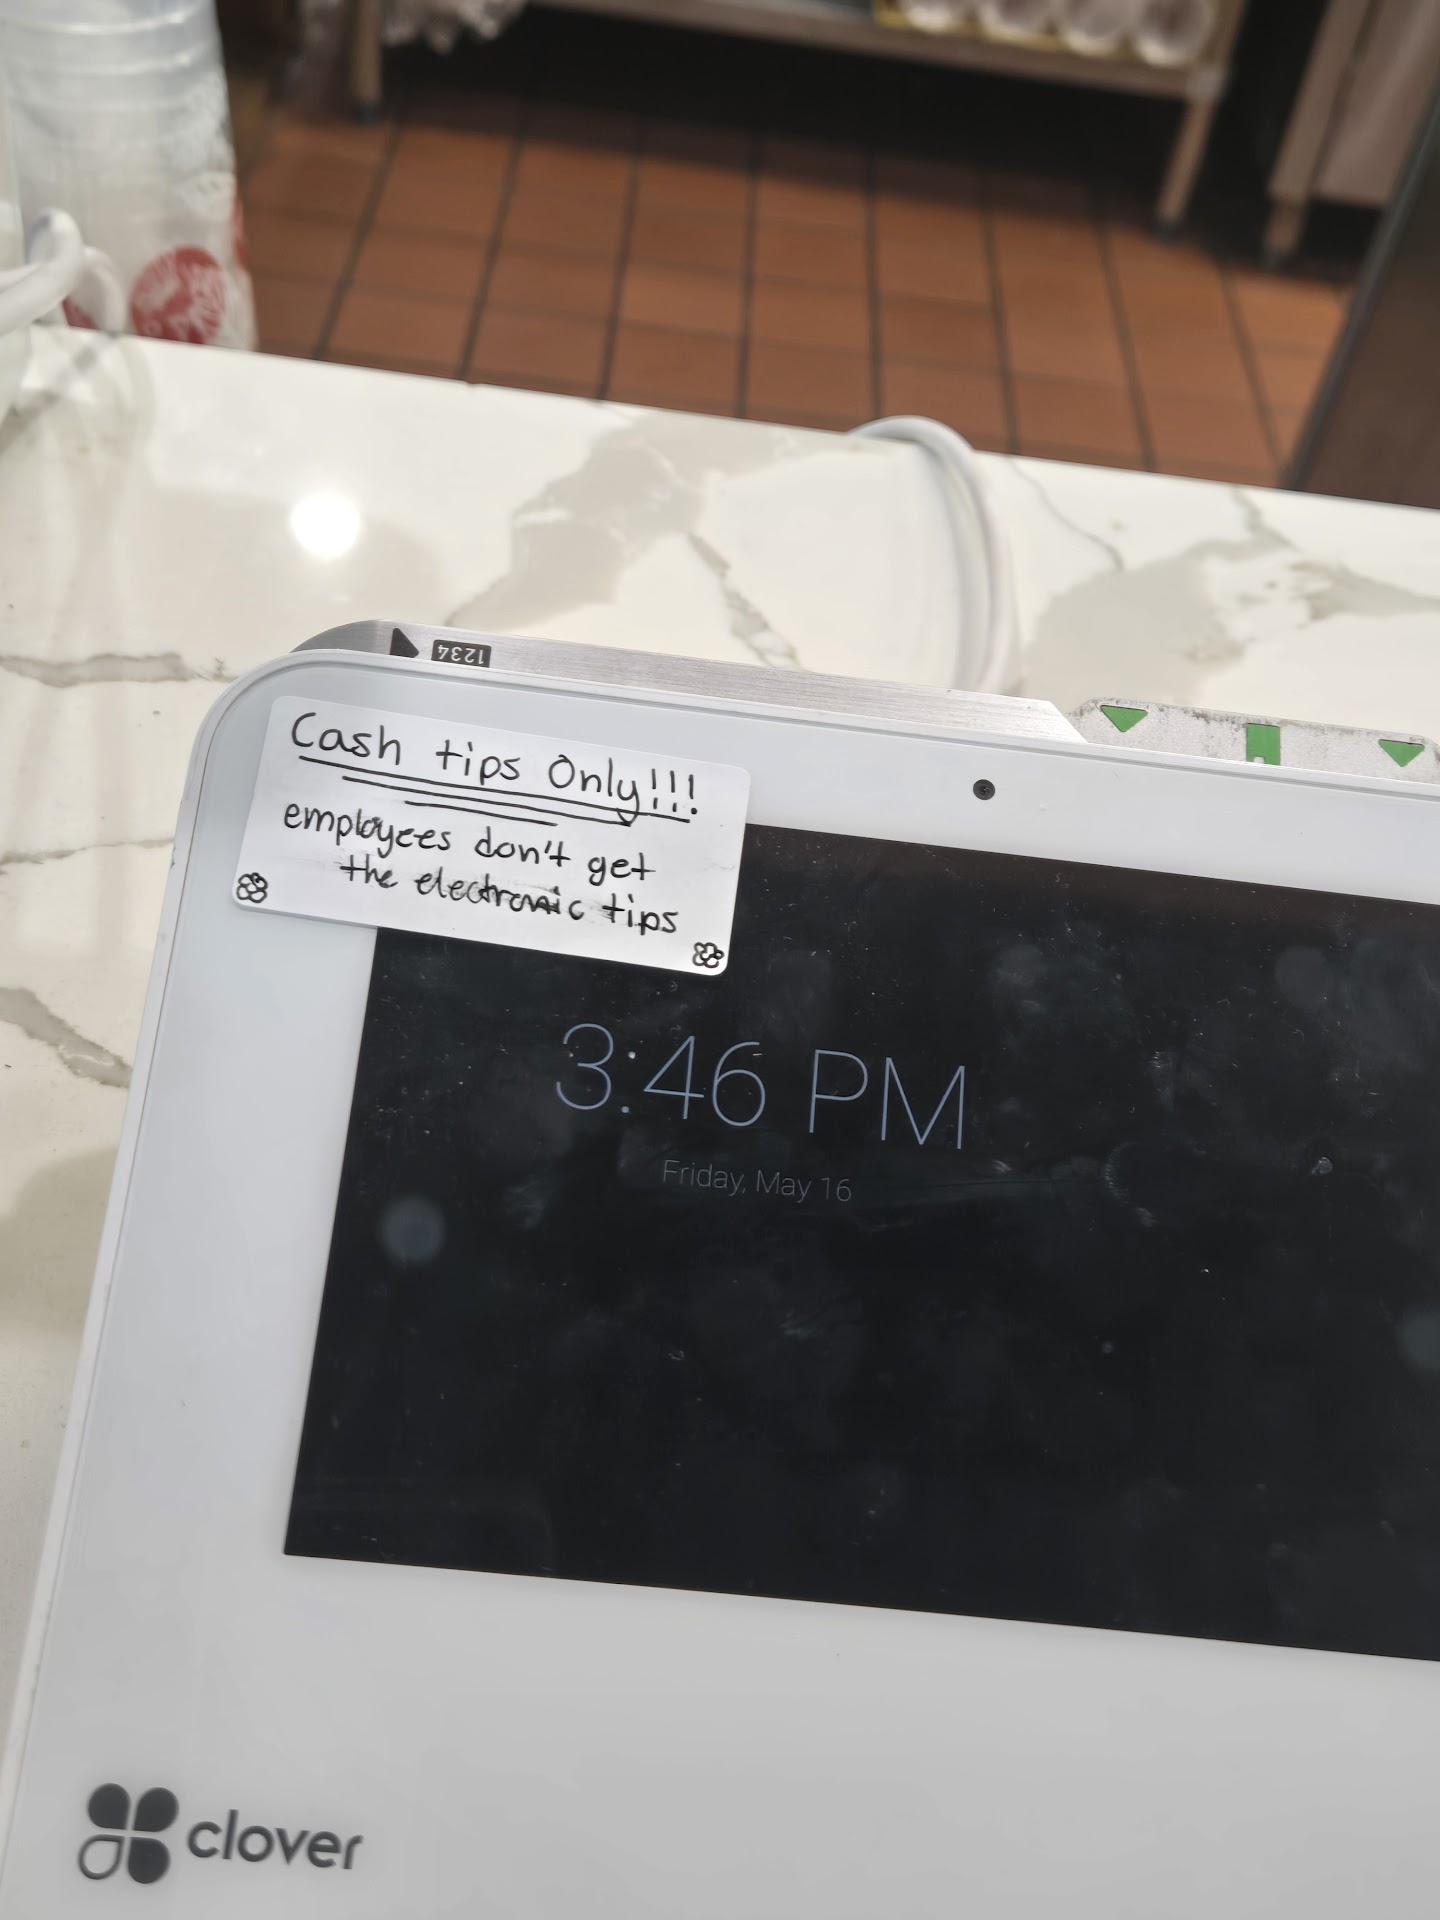 1234
Cash tips Only!!!
employees don't get
the electronic tips
3:46 PM
Friday, May 16
clover